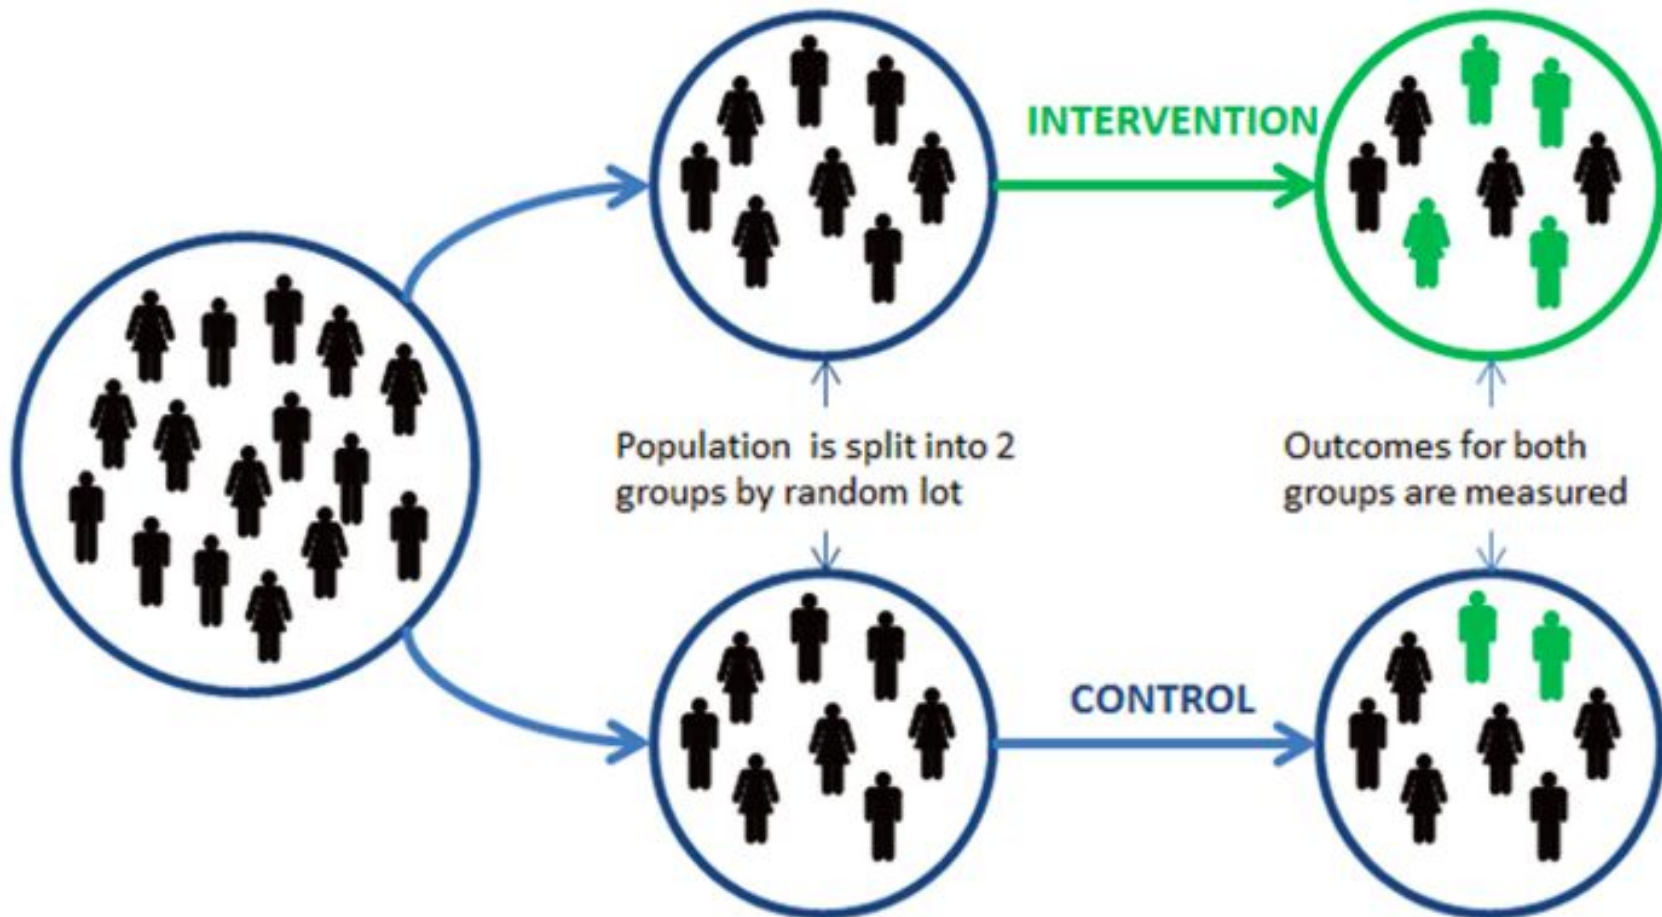 INTERVENTION
Population is split into 2
groups by random lot
Outcomes for both
groups are measured
CONTROL